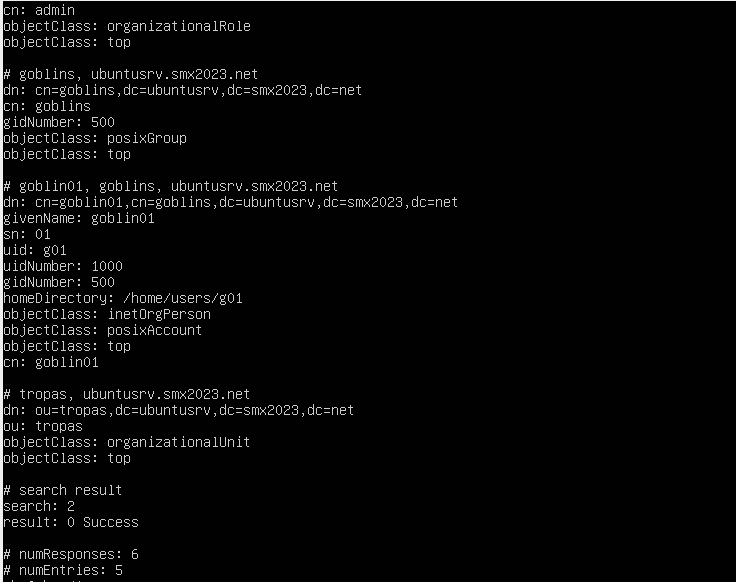 cn: admin
objectClass: organizationalRole
objectClass: top
# goblins, ubuntusrv.smx2023.net
dn: cn=goblins,dc=ubuntusrv,dc=smx2023,dc=net
cn: goblins
gidNumber: 500
objectClass: posixGroup
objectClass: top
# goblin01, goblins, ubuntusrv.smx2023.net
dn: cn=goblin01,cn=goblins,dc=ubuntusrv,dc=smx2023,dc=net
givenName: goblin01
sn: 01
uid: g01
uidNumber: 1000
gidNumber: 500
homeDirectory: /home/users/g01
objectClass: inetOrgPerson
objectClass: posixAccount
objectClass: top
cn: goblin01
# tropas, ubuntusrv.smx2023.net
dn: ou=tropas,dc=ubuntusrv,dc=smx2023,dc=net
ou: tropas
objectClass: organizationalUnit
objectClass: top
# search result
search: 2
result: 0 Success
# numResponses: 6
# numEntries: 5